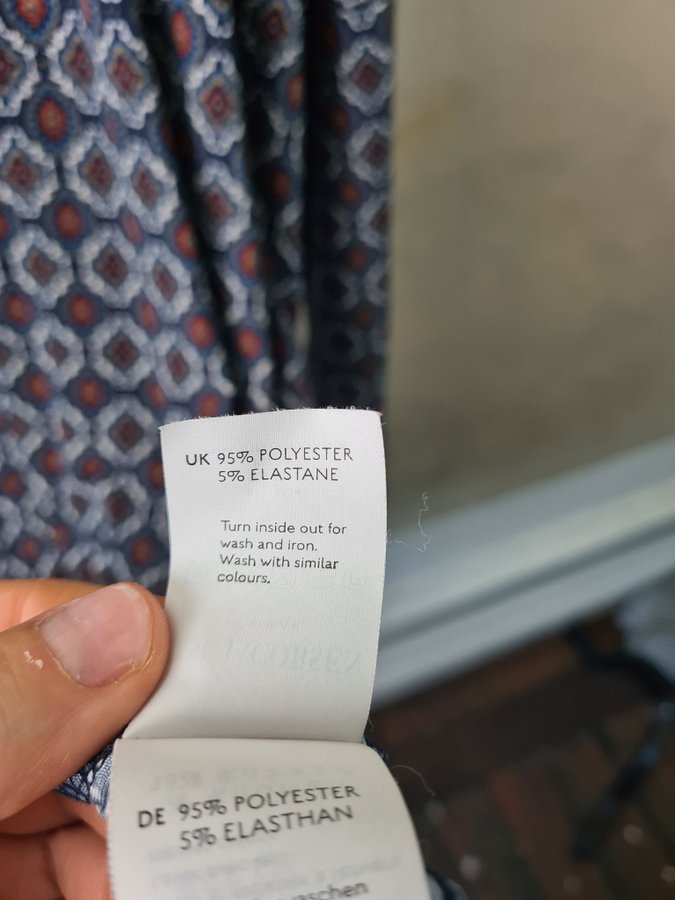 UK 95% POLYESTER
5% ELASTANE
Turn inside out for
wash and iron.
Wash with similar
colours.
DE 95% POLYESTER
5% ELASTHAN